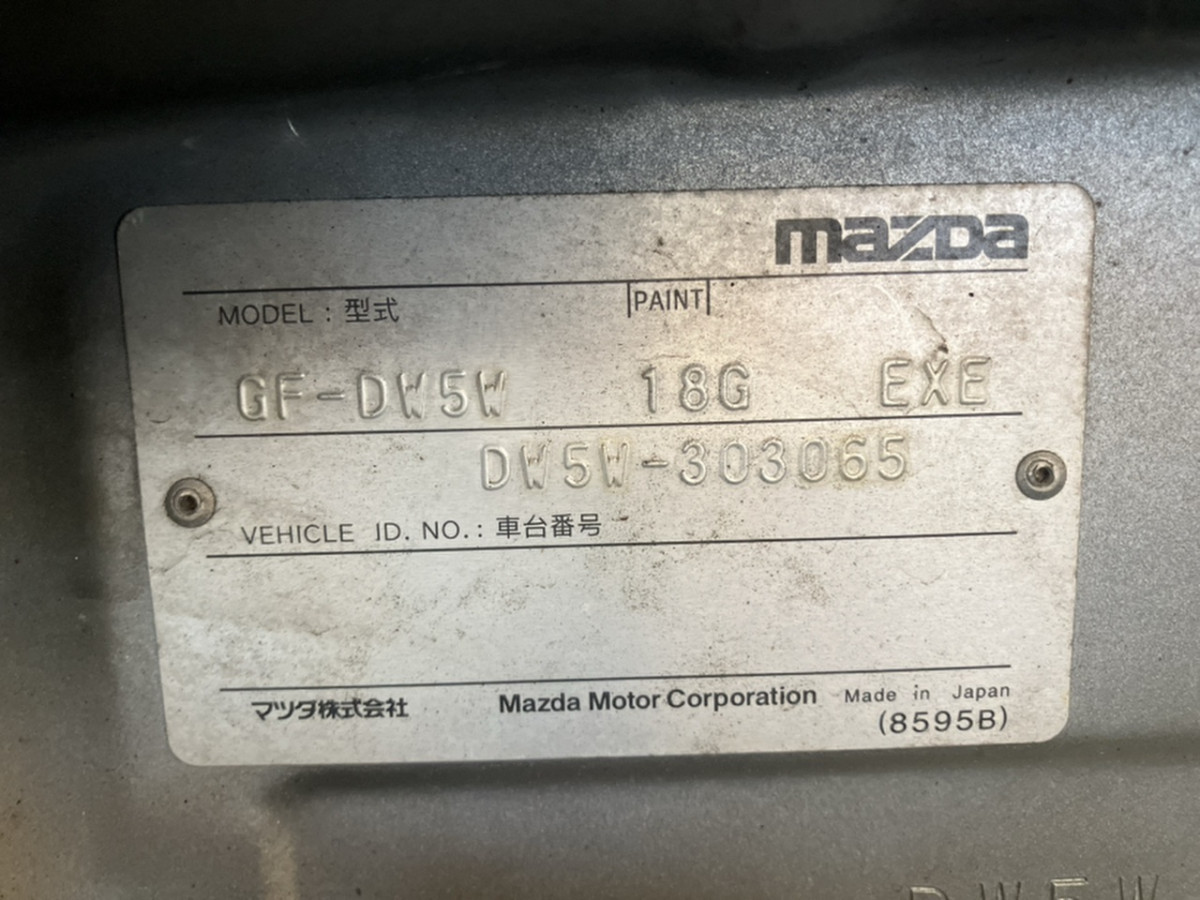 mazda
MODEL : 型式 PAINT
GF-DW5W 18G EXE
DW5W-303065
VEHICLE ID. NO. : 車台番号
マツダ株式会社 Mazda Motor Corporation Made in Japan
(8595B)
DW5W